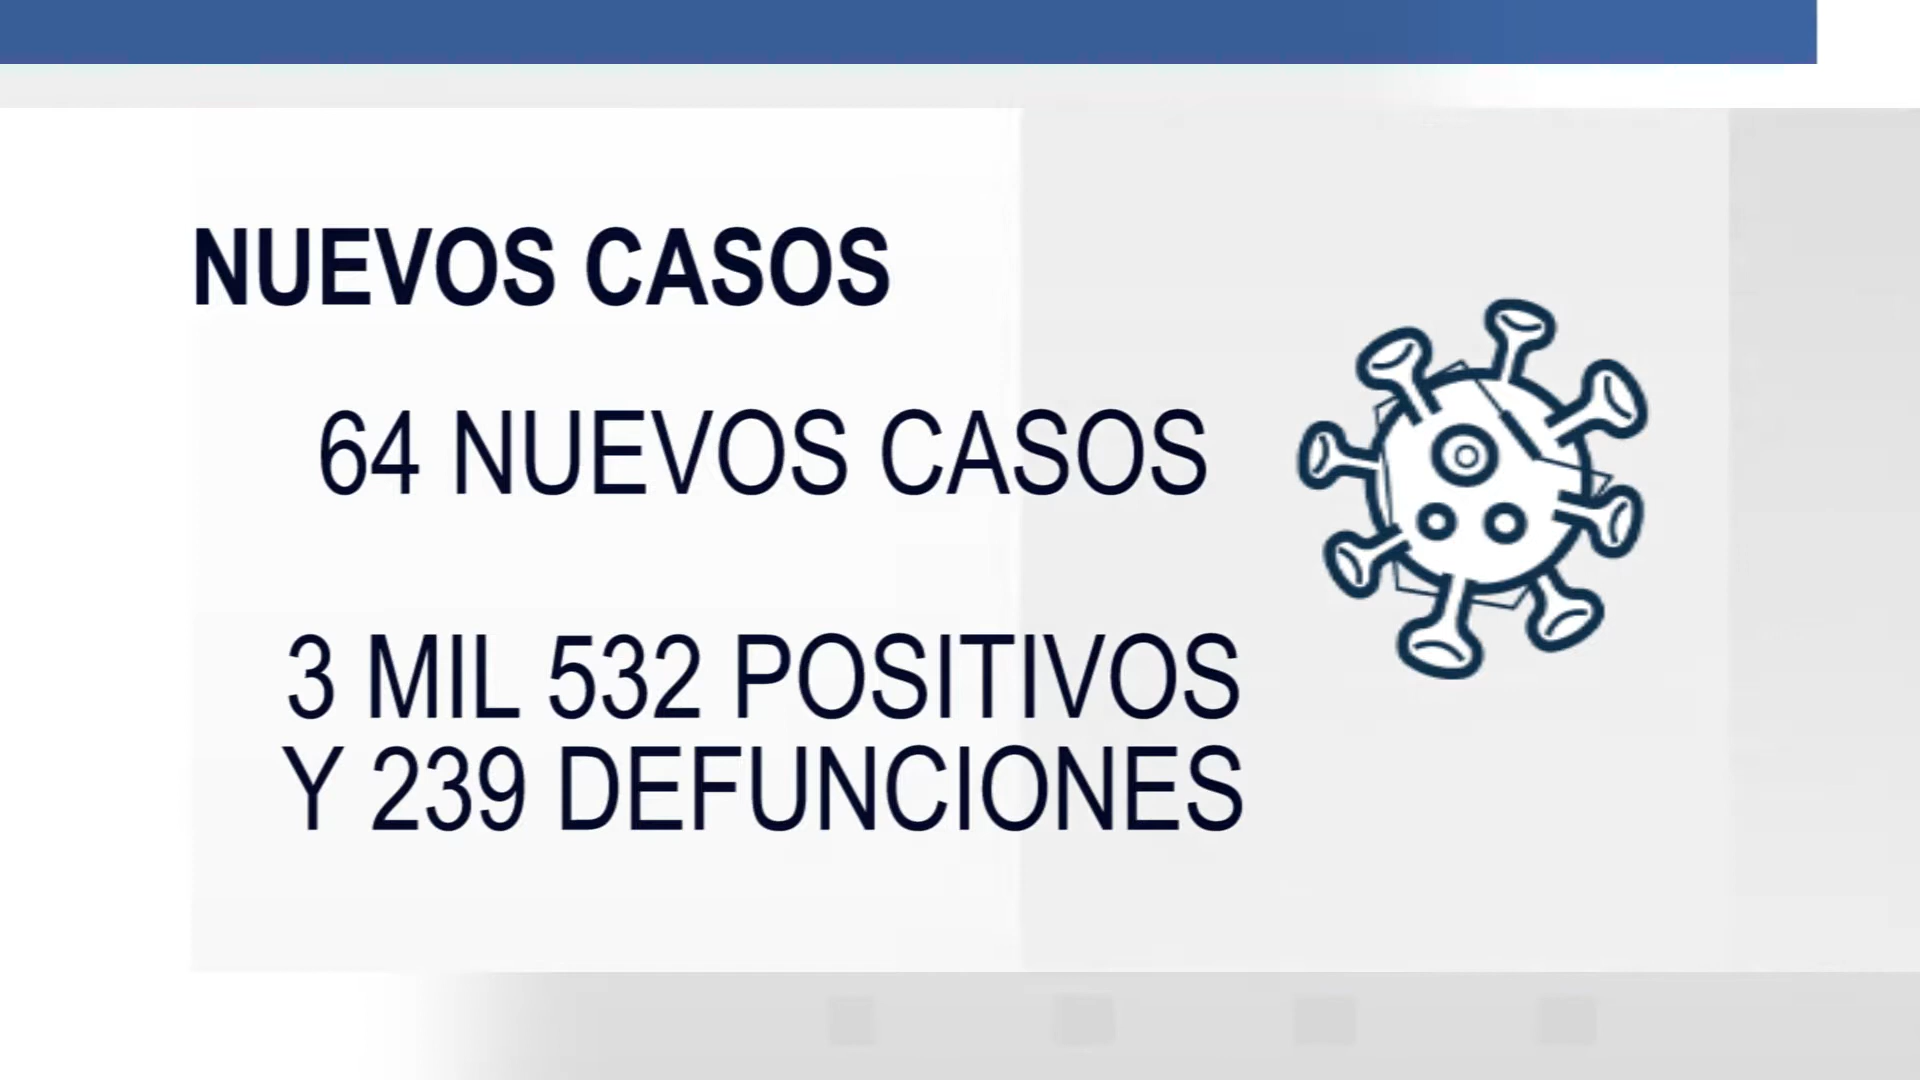 NUEVOS CASOS
64 NUEVOS CASOS
3 MIL 532 POSITIVOS
Y 239 DEFUNCIONES